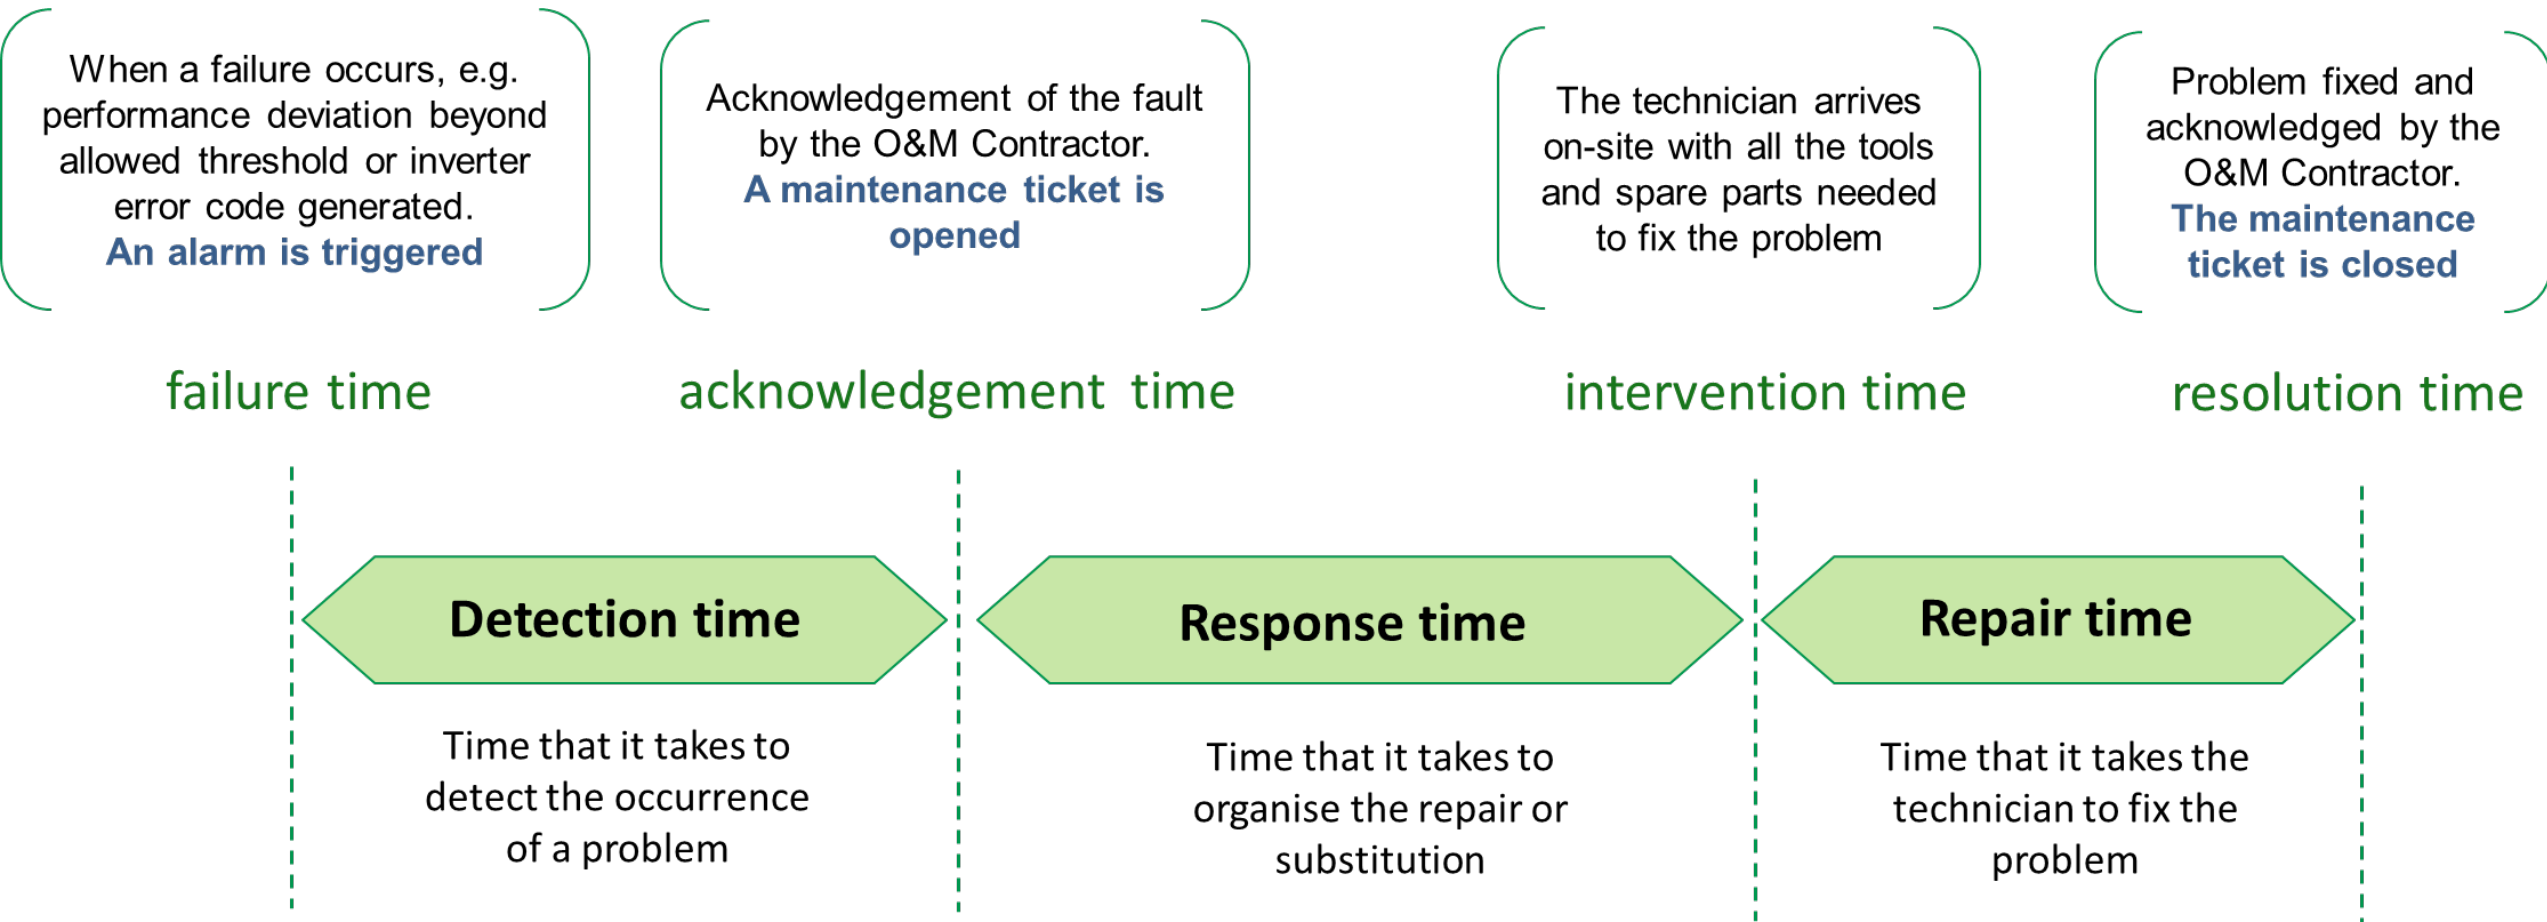 When a failure occurs, e.g.
performance deviation beyond
allowed threshold or inverter
error code generated.
An alarm is triggered
Acknowledgement of the fault
by the O&M Contractor.
A maintenance ticket is
opened
The technician arrives
on-site with all the tools
and spare parts needed
to fix the problem
Problem fixed and
acknowledged by the
O&M Contractor.
The maintenance
ticket is closed
failure time
acknowledgement time
intervention time
resolution time
Detection time
Response time
Repair time
Time that it takes to
detect the occurrence
of a problem
Time that it takes to
organise the repair or
substitution
Time that it takes the
technician to fix the
problem